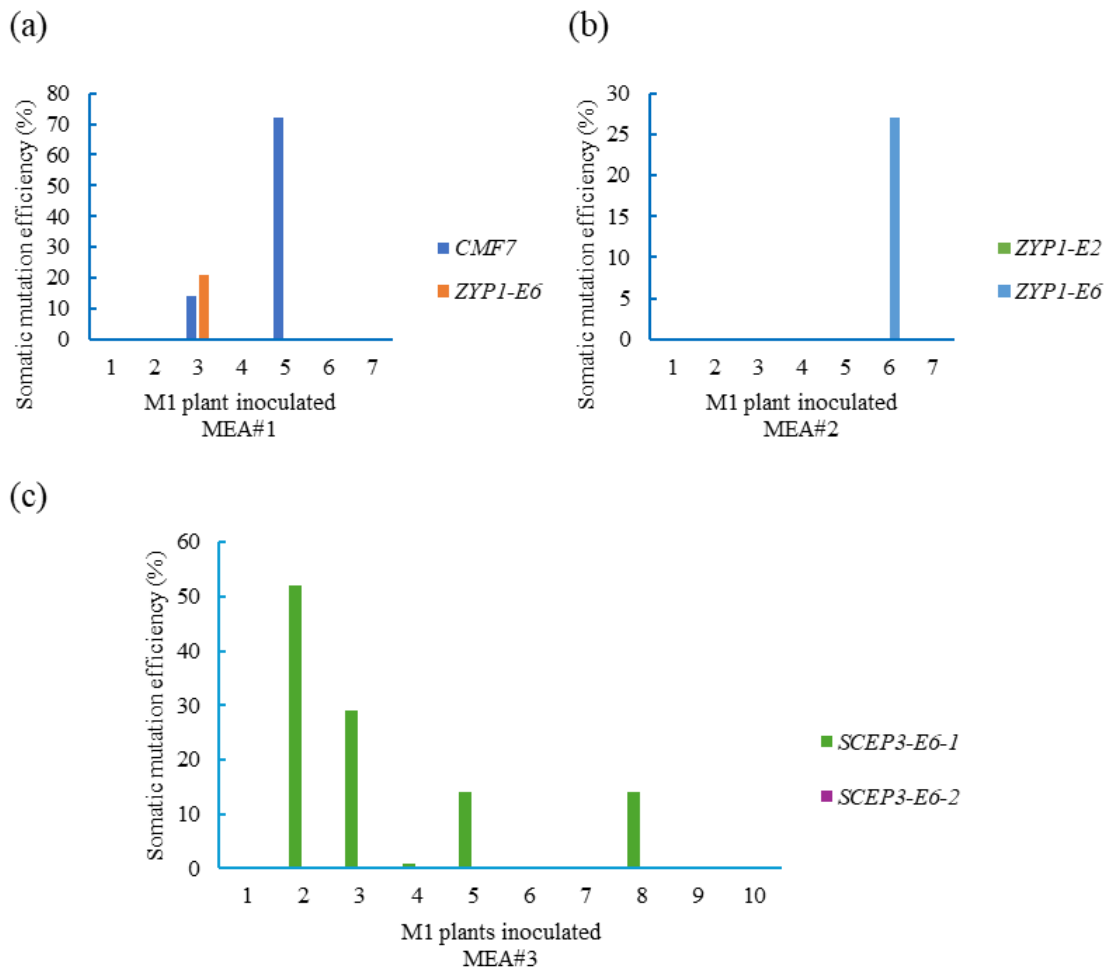 (a)
Somatic mutation efficiency (%)
80
70
60
50
40
30
20
10
0
1 2 3 4 5 6 7
M1 plant inoculated
MEA#1
CMF7
ZYP1-E6
(b)
Somatic mutation efficiency (%)
30
25
20
15
10
5
0
1 2 3 4 5 6 7
M1 plant inoculated
MEA#2
ZYP1-E2
ZYP1-E6
(c)
Somatic mutation efficiency (%)
60
50
40
30
20
10
0
1 2 3 4 5 6 7 8 9 10
M1 plants inoculated
MEA#3
SCEP3-E6-1
SCEP3-E6-2